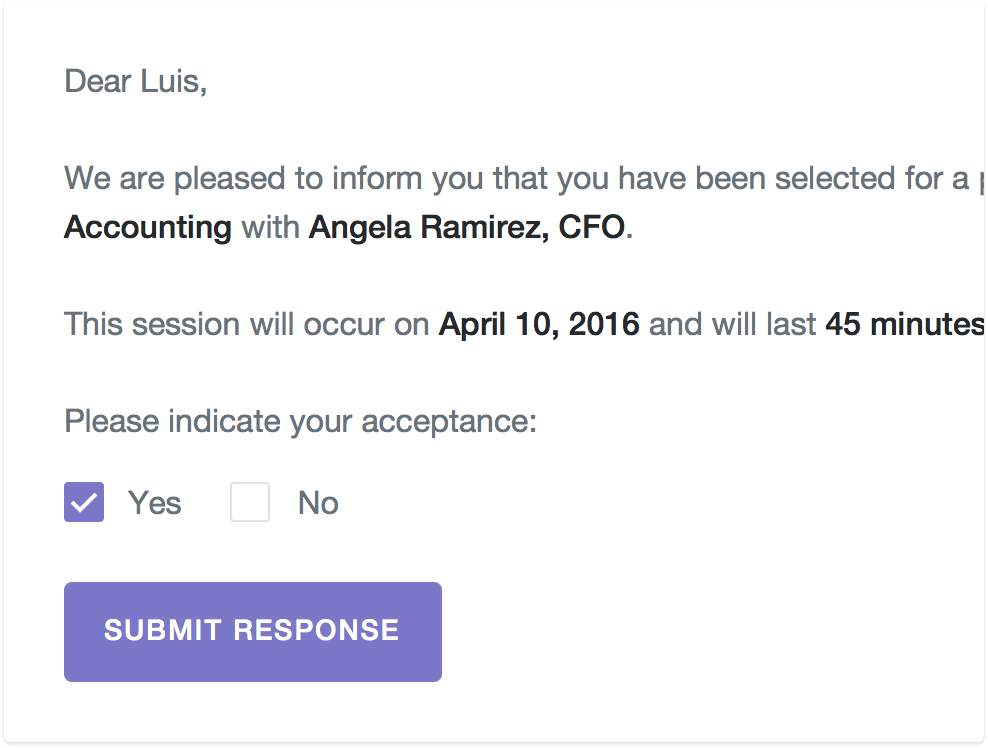 Dear Luis,
We are pleased to inform you that you have been selected for a
Accounting with Angela Ramirez, CFO.
This session will occur on April 10, 2016 and will last 45 minutes
Please indicate your acceptance:
Yes No
SUBMIT RESPONSE